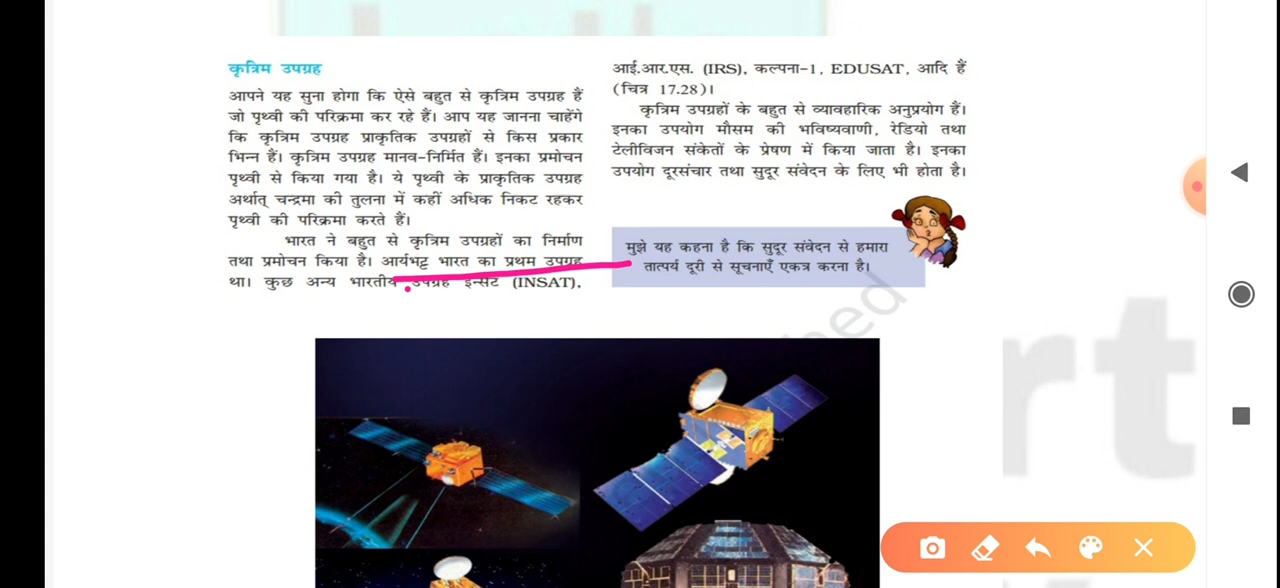 कृत्रिम उपग्रह
आपने यह सुना होगा कि ऐसे बहुत से कृत्रिम उपग्रह हैं
जो पृथ्वी की परिक्रमा कर रहे हैं। आप यह जानना चाहेंगे
कि कृत्रिम उपग्रह प्राकृतिक उपग्रहों से किस प्रकार
भिन्न हैं। कृत्रिम उपग्रह मानव-निर्मित हैं। इनका प्रमोचन
पृथ्वी से किया गया है। ये पृथ्वी के प्राकृतिक उपग्रह
अर्थात् चन्द्रमा की तुलना में कहीं अधिक निकट रहकर
पृथ्वी की परिक्रमा करते हैं।
भारत ने बहुत से कृत्रिम उपग्रहों का निर्माण
तथा प्रमोचन किया है। आर्यभट्ट भारत का प्रथम उपग्रह
था। कुछ अन्य भारतीय उपग्रह इन्सेट (INSAT),
आई.आर.एस. (IRS), कल्पना-1, EDUSAT, आदि हैं
(चित्र 17.28)।
कृत्रिम उपग्रहों के बहुत से व्यावहारिक अनुप्रयोग हैं।
इनका उपयोग मौसम की भविष्यवाणी, रेडियो तथा
टेलीविजन संकेतों के प्रेषण में किया जाता है। इनका
उपयोग दूरसंचार तथा सुदूर संवेदन के लिए भी होता है।
मुझे यह कहना है कि सुदूर संवेदन से हमारा
तात्पर्य दूरी से सूचनाएँ एकत्र करना है।